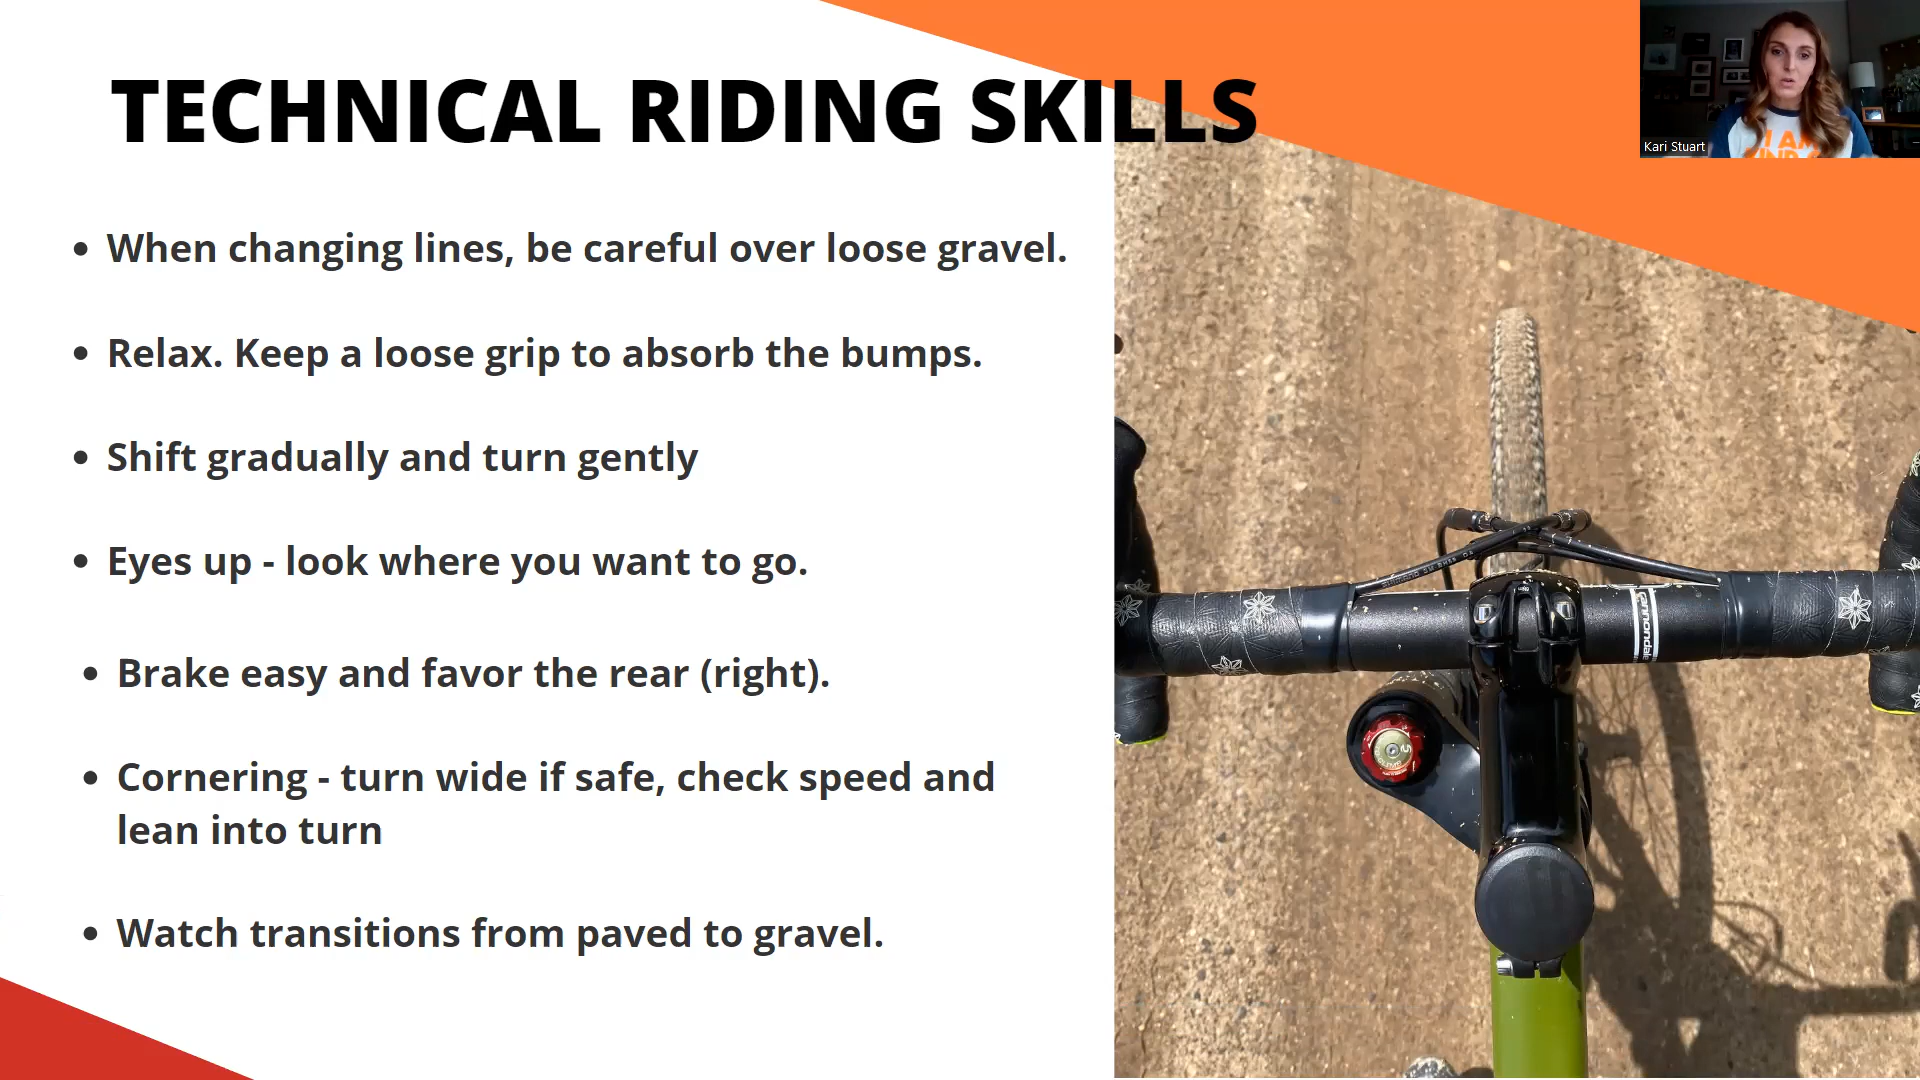 TECHNICAL RIDING SKILLS
Kari Stuart
I AM
• When changing lines, be careful over loose gravel.
• Relax. Keep a loose grip to absorb the bumps.
• Shift gradually and turn gently
• Eyes up - look where you want to go.
• Brake easy and favor the rear (right).
• Cornering - turn wide if safe, check speed and
lean into turn
• Watch transitions from paved to gravel.
cannondale